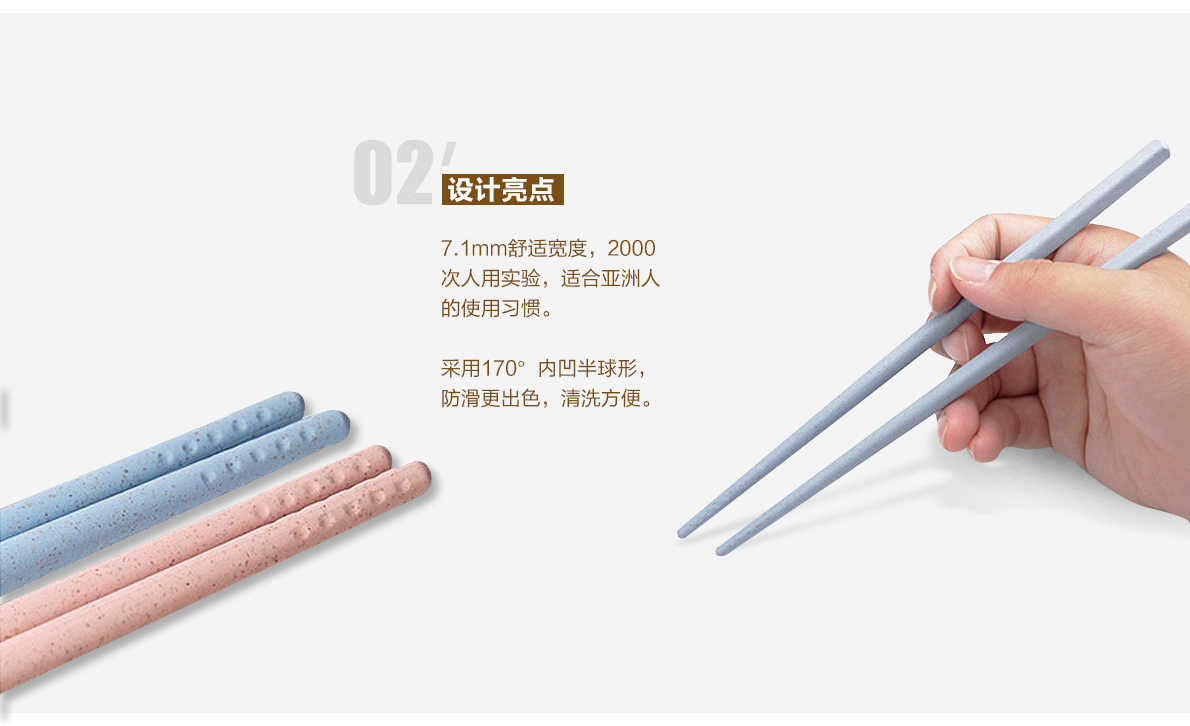 02′
设计亮点
7.1mm舒适宽度，2000
次人用实验，适合亚洲人
的使用习惯。
采用170°内凹半球形，
防滑更出色，清洗方便。